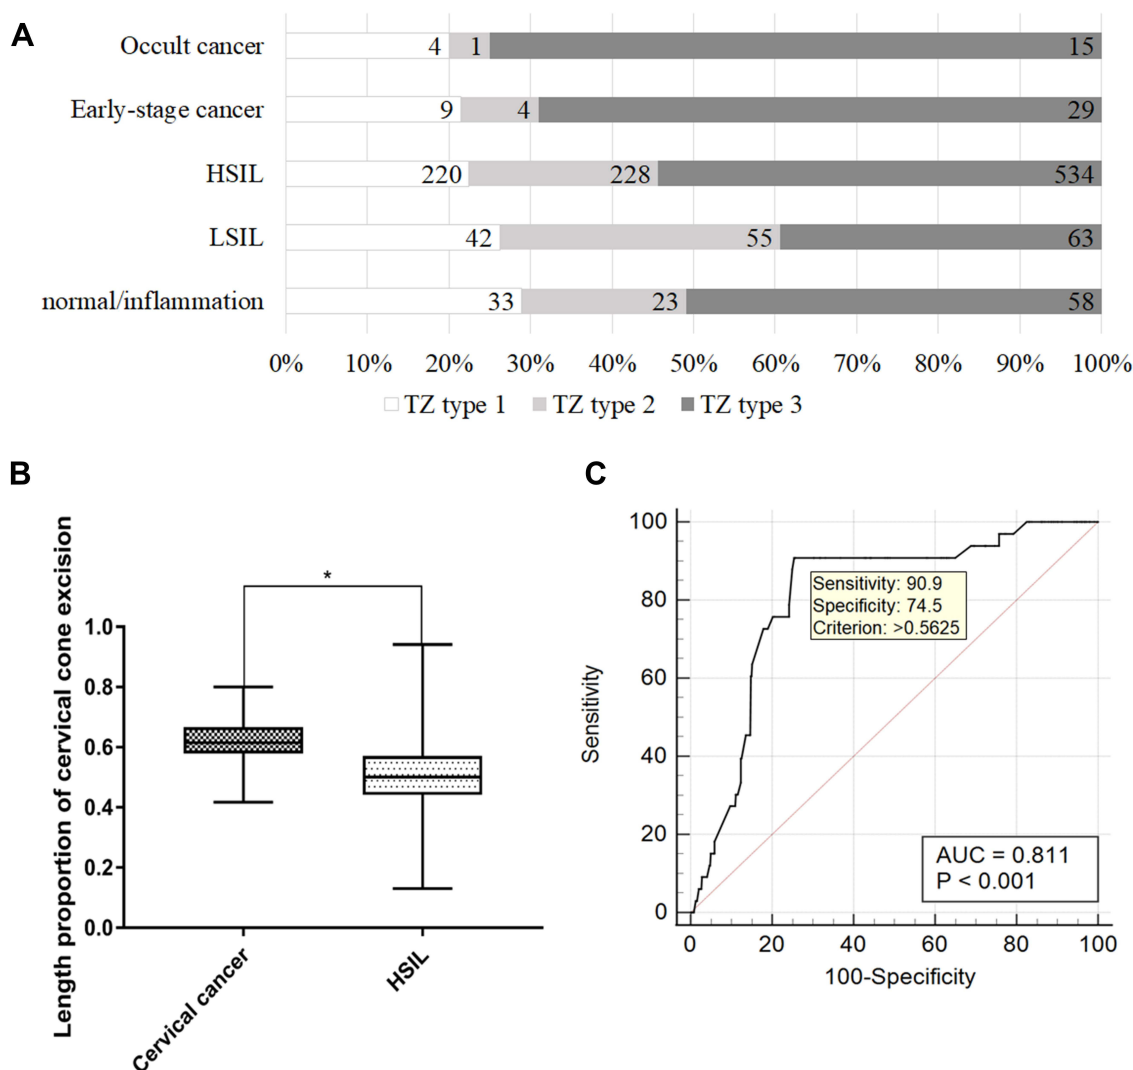 A
Occult cancer 4 1 15
Early-stage cancer 9 4 29
HSIL 220 228 534
LSIL 42 55 63
normal/inflammation 33 23 58
0% 10% 20% 30% 40% 50% 60% 70% 80% 90% 100%
TZ type 1 TZ type 2 TZ type 3
B
Length proportion of cervical cone excision
*
1.0
0.8
0.6
0.4
0.2
0.0
Cervical cancer
HSIL
C
Sensitivity
100
80
60
40
20
0
Sensitivity: 90.9
Specificity: 74.5
Criterion: >0.5625
AUC = 0.811
P < 0.001
0 20 40 60 80 100
100-Specificity